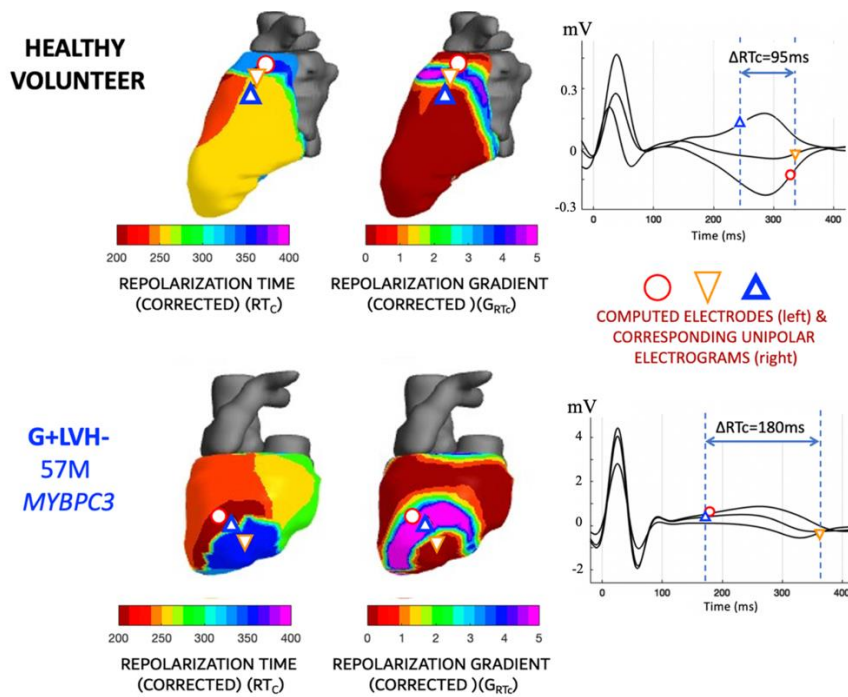 HEALTHY
VOLUNTEER
200 250 300 350 400
REPOLARIZATION TIME
(CORRECTED) (RTC)
0 1 2 3 4 5
REPOLARIZATION GRADIENT
(CORRECTED )(GRTc)
mV
ΔRTc=95ms
0.3
0
-0.3
0 100 200 300 400
Time (ms)
COMPUTED ELECTRODES (left) &
CORRESPONDING UNIPOLAR
ELECTROGRAMS (right)
G+LVH-
57M
MYBPC3
200 250 300 350 400
REPOLARIZATION TIME
(CORRECTED) (RTC)
0 1 2 3 4 5
REPOLARIZATION GRADIENT
(CORRECTED )(GRTc)
mV
ΔRTc=180ms
4
2
0
-2
0 100 200 300 400
Time (ms)